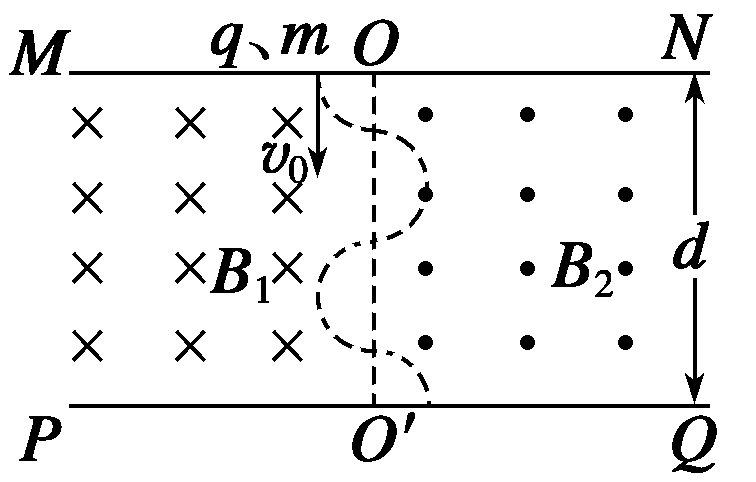 M q、m O N
v₀
B₁ B₂ d
P O′ Q